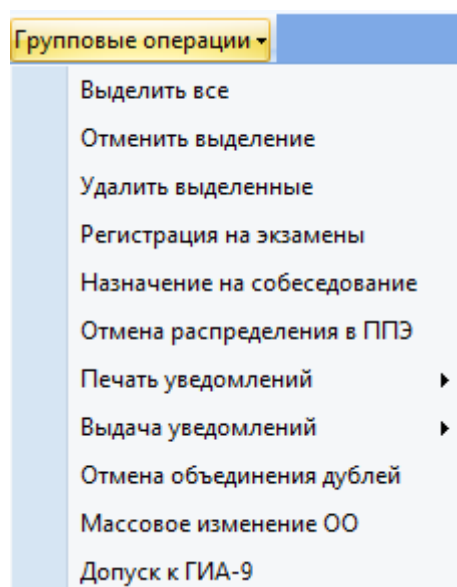 Групповые операции
Выделить все
Отменить выделение
Удалить выделенные
Регистрация на экзамены
Назначение на собеседование
Отмена распределения в ППЭ
Печать уведомлений
Выдача уведомлений
Отмена объединения дублей
Массовое изменение ОО
Допуск к ГИА-9